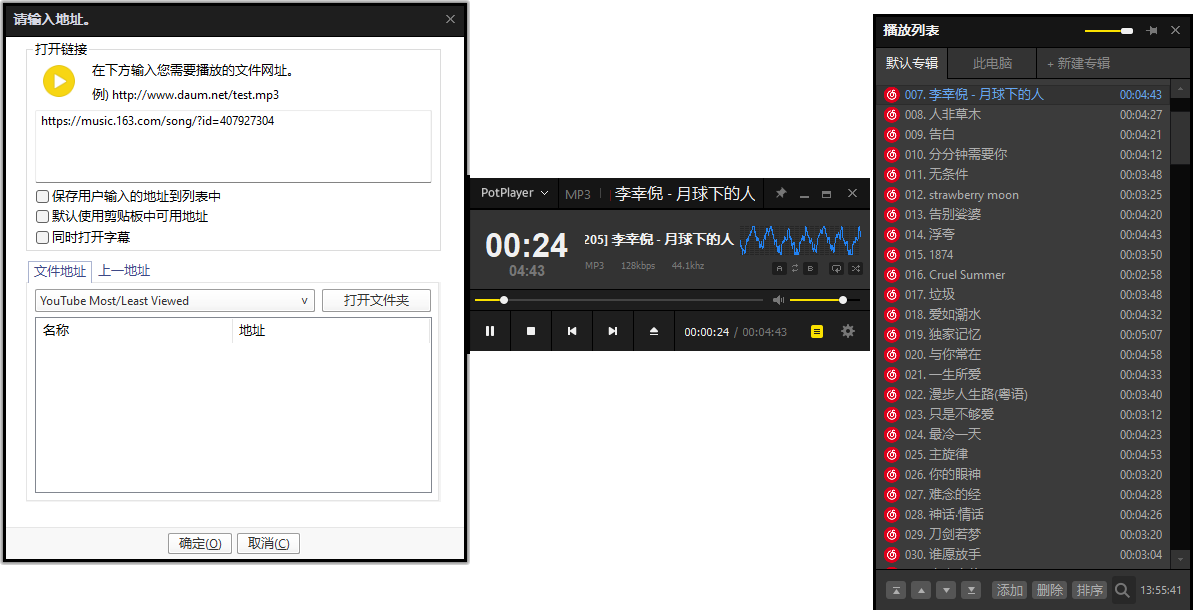 请输入地址。
打开链接
在下方输入您需要播放的文件网址。
例) http://www.daum.net/test.mp3
https://music.163.com/song/?id=407927304
保存用户输入的地址到列表中
默认使用剪贴板中可用地址
同时打开字幕
文件地址 上一地址
YouTube Most/Least Viewed 打开文件夹
名称 地址
确定(O) 取消(C)
PotPlayer MP3 李幸倪 - 月球下的人
00:24 205] 李幸倪 - 月球下的人
04:43 MP3 128kbps 44.1khz
A B
00:00:24 / 00:04:43
播放列表
默认专辑 此电脑 + 新建专辑
007. 李幸倪 - 月球下的人 00:04:43
008. 人非草木 00:04:27
009. 告白 00:04:21
010. 分分钟需要你 00:04:12
011. 无条件 00:03:48
012. strawberry moon 00:03:25
013. 告别娑婆 00:04:20
014. 浮夸 00:04:43
015. 1874 00:03:50
016. Cruel Summer 00:02:58
017. 垃圾 00:03:48
018. 爱如潮水 00:04:32
019. 独家记忆 00:05:07
020. 与你常在 00:04:58
021. 一生所爱 00:04:33
022. 漫步人生路(粤语) 00:03:40
023. 只是不够爱 00:03:12
024. 最冷一天 00:04:23
025. 主旋律 00:04:53
026. 你的眼神 00:03:20
027. 难念的经 00:04:28
028. 神话·情话 00:04:26
029. 刀剑若梦 00:03:20
030. 谁愿放手 00:03:04
添加 删除 排序 13:55:41